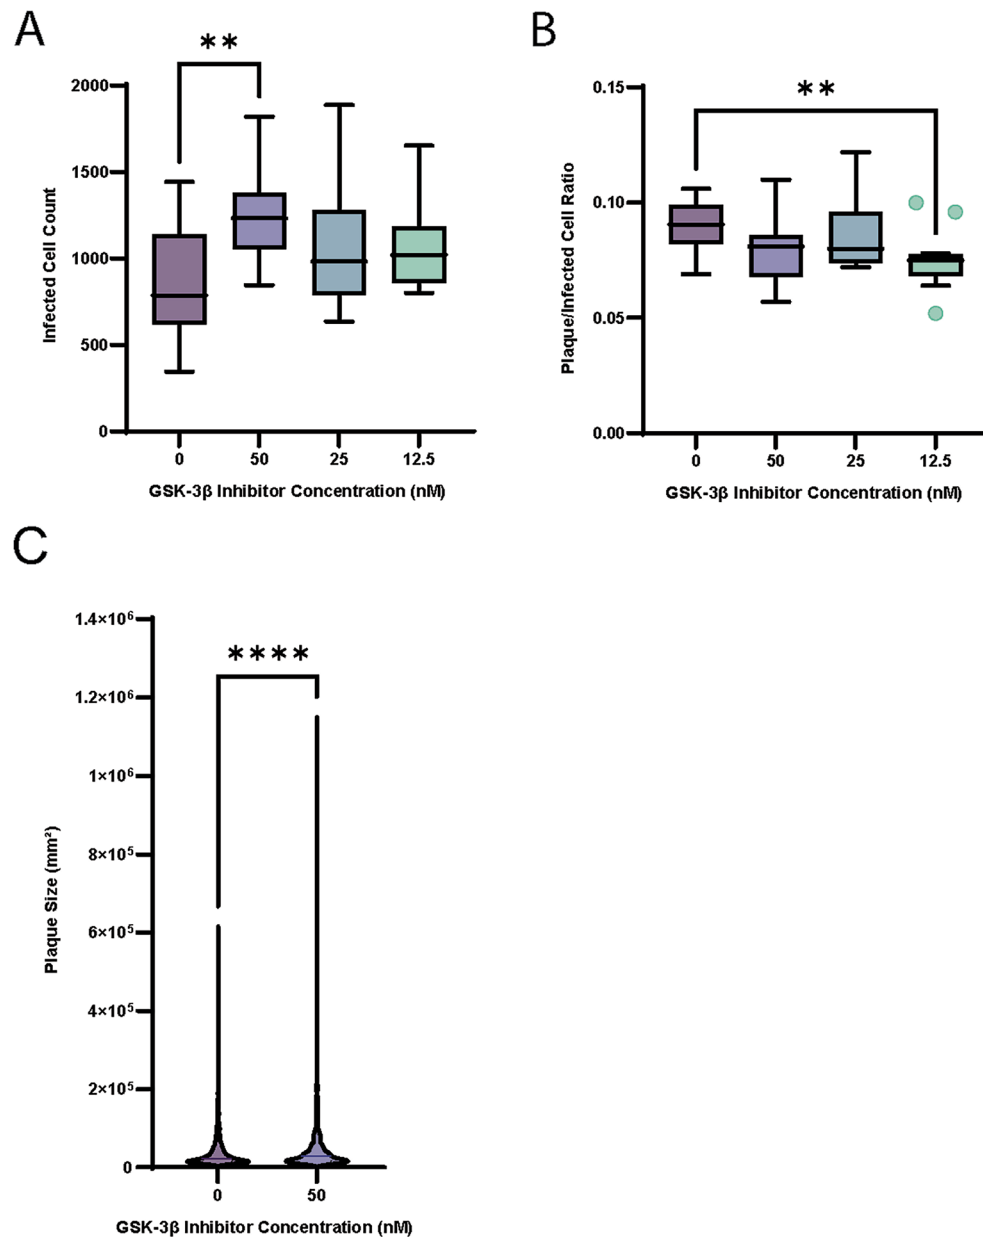 A
**
2000
1500
1000
500
0
0 50 25 12.5
Infected Cell Count
GSK-3β Inhibitor Concentration (nM)
B
**
0.15
0.10
0.05
0.00
0 50 25 12.5
Plaque/Infected Cell Ratio
GSK-3β Inhibitor Concentration (nM)
C
****
1.4×10⁶
1.2×10⁶
1×10⁶
8×10⁵
6×10⁵
4×10⁵
2×10⁵
0
0 50
Plaque Size (mm²)
GSK-3β Inhibitor Concentration (nM)